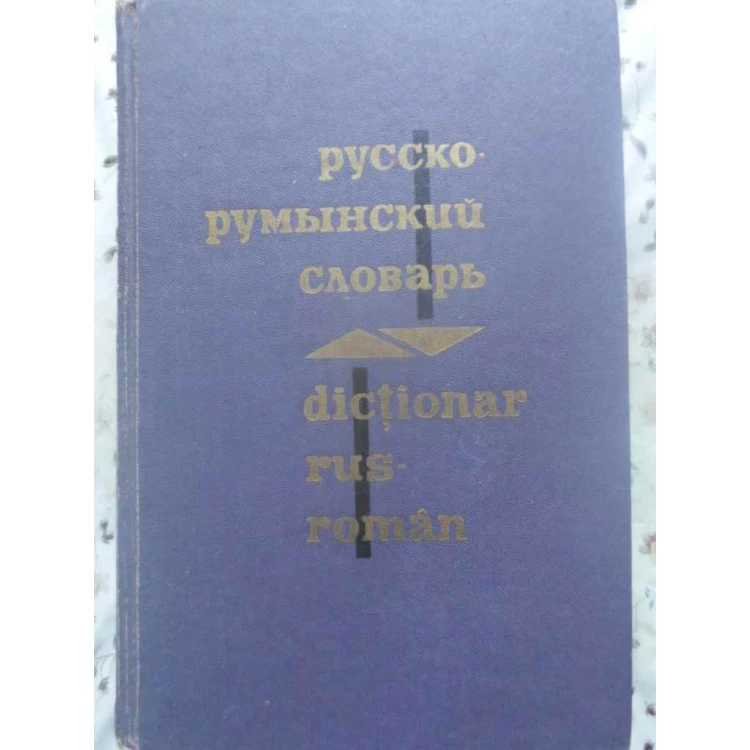 русско-
румынский
словарь
dicționar
rus-
român